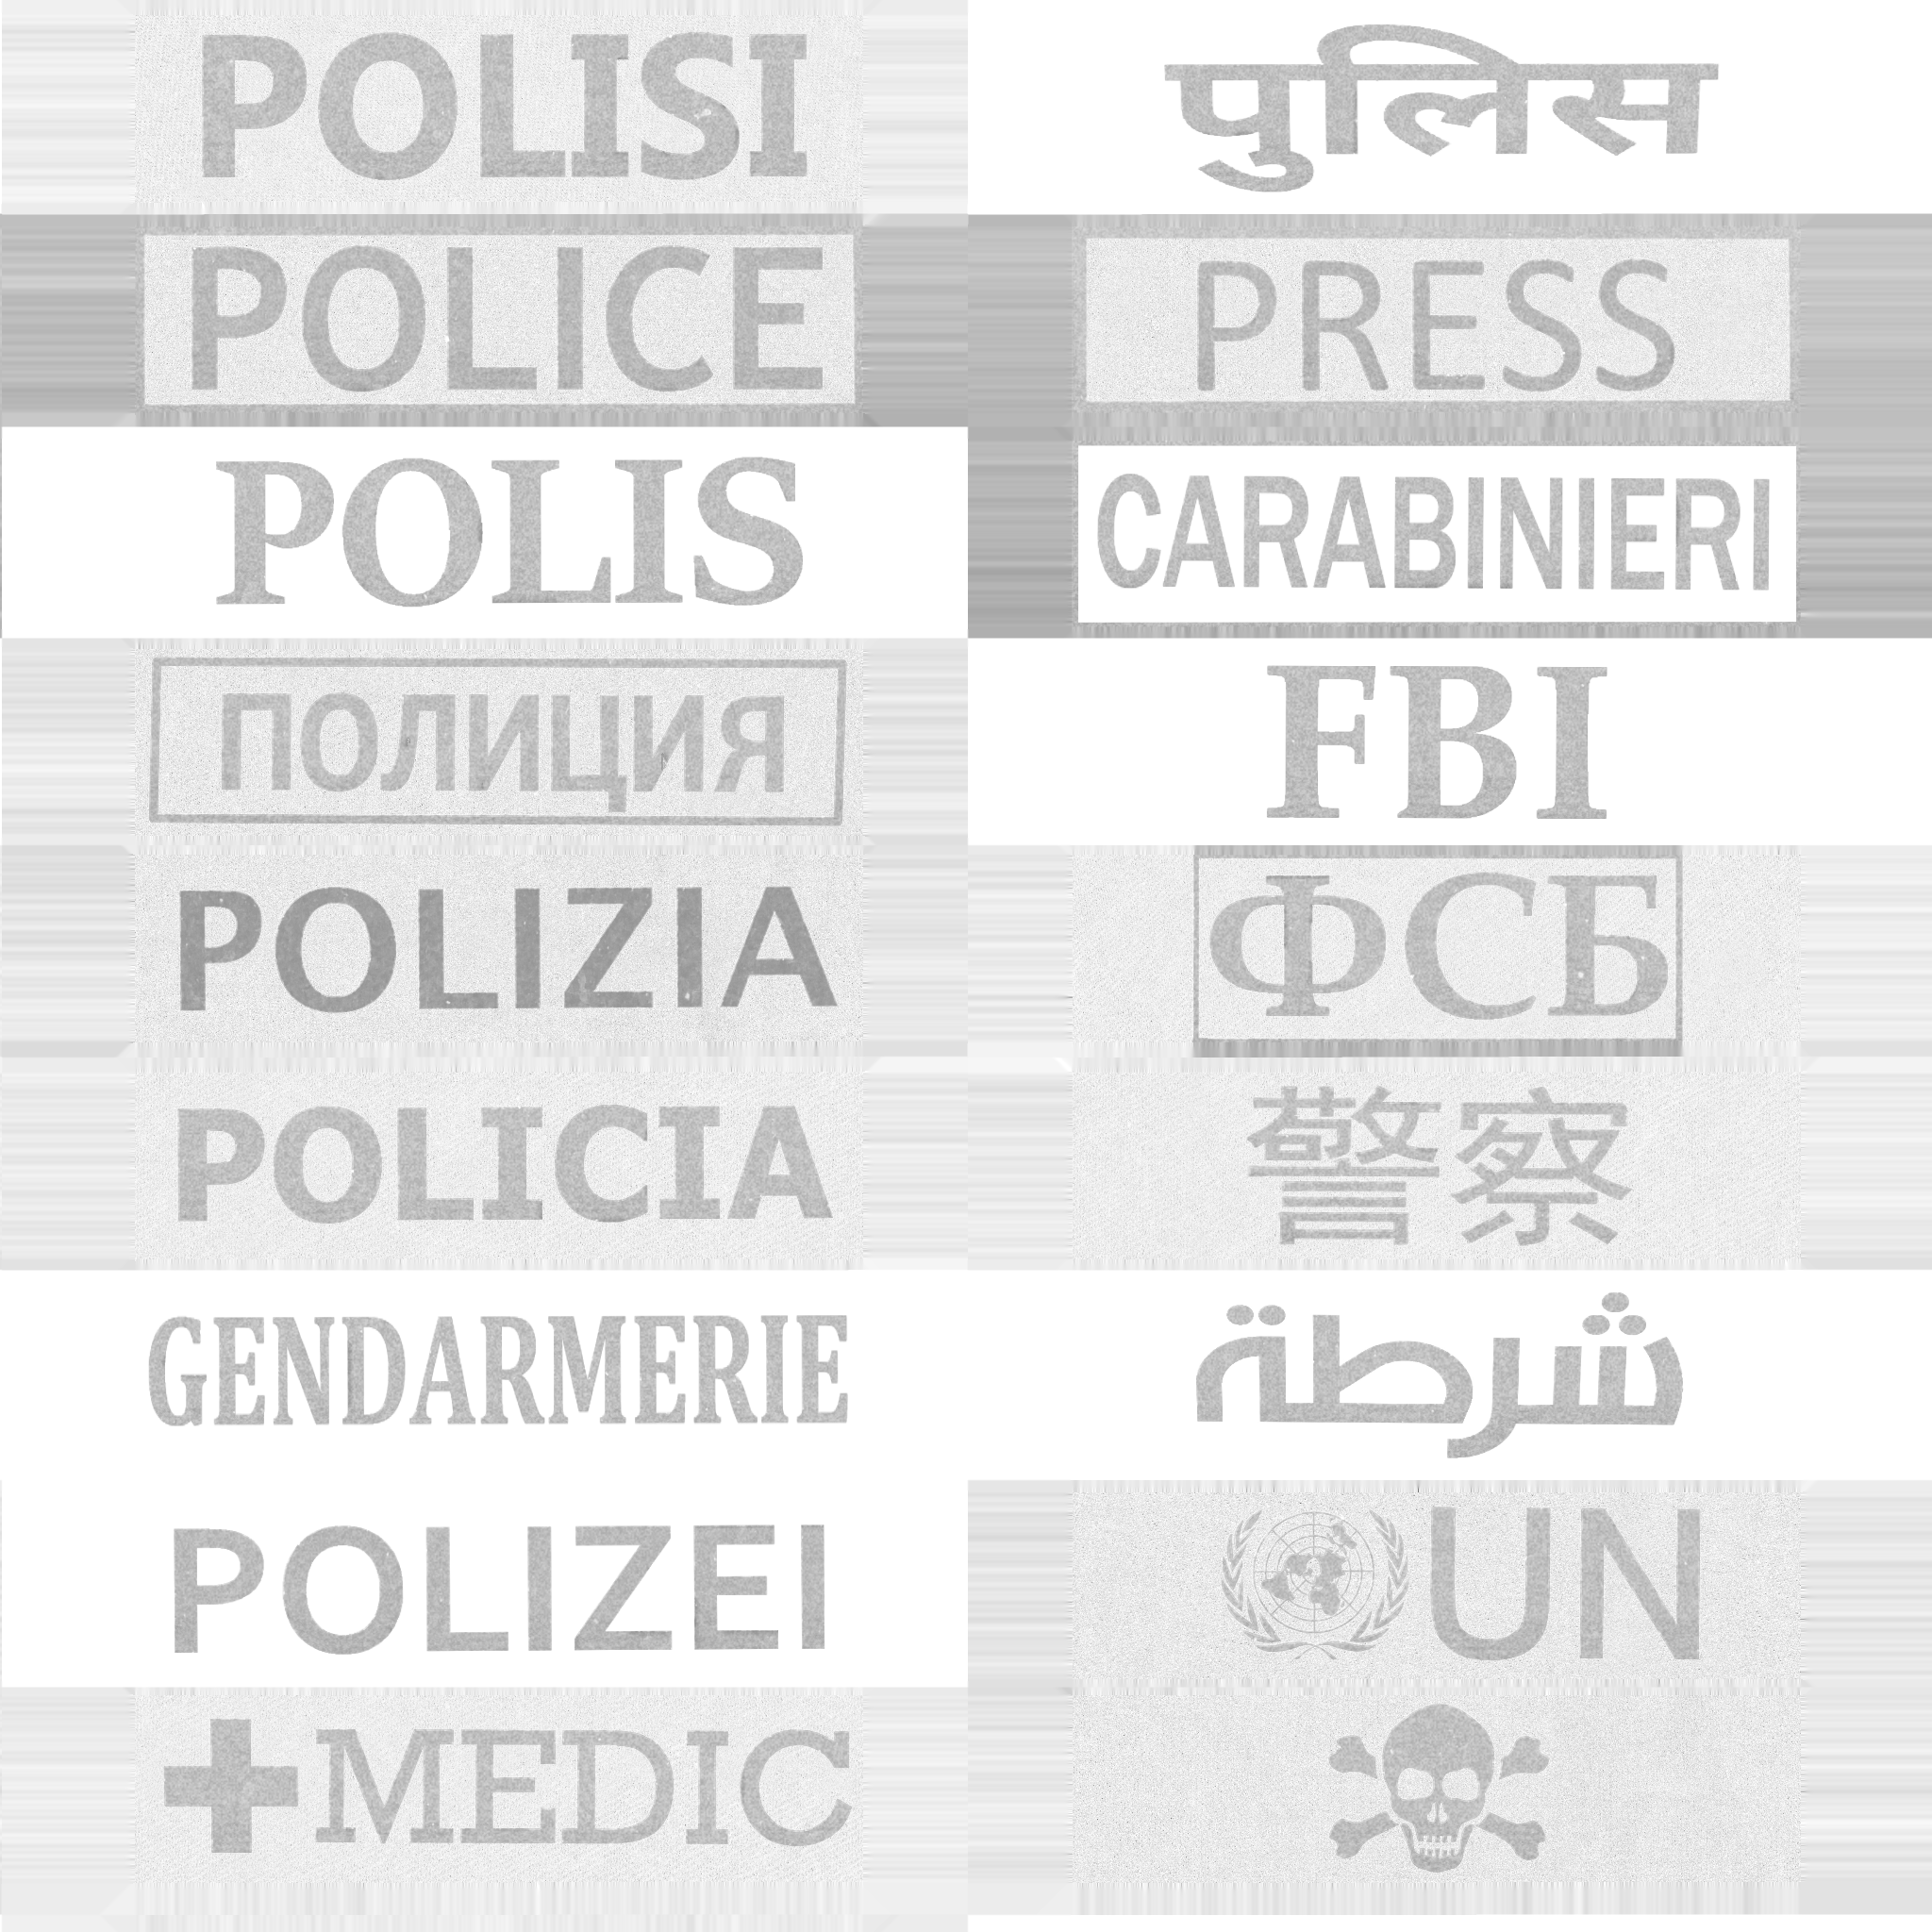 POLISI
पुलिस
POLICE
PRESS
POLIS
CARABINIERI
ПОЛИЦИЯ
FBI
POLIZIA
ФСБ
POLICIA
警察
GENDARMERIE
شرطة
POLIZEI
UN
MEDIC